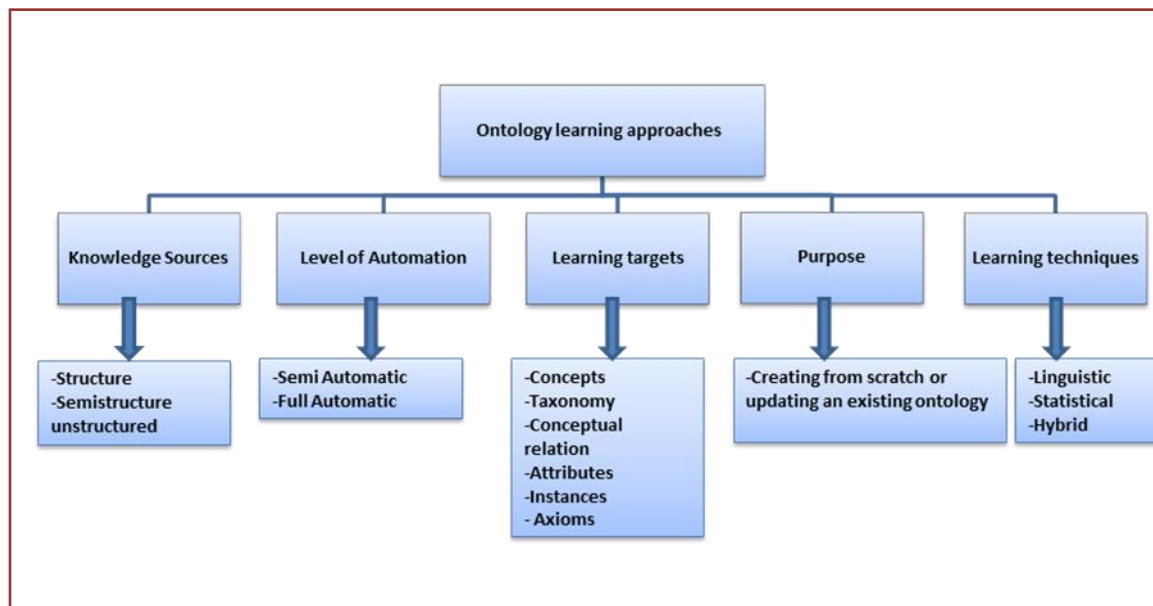 Ontology learning approaches
Knowledge Sources
Level of Automation
Learning targets
Purpose
Learning techniques
-Structure
-Semistructure
unstructured
-Semi Automatic
-Full Automatic
-Concepts
-Taxonomy
-Conceptual
relation
-Attributes
-Instances
- Axioms
-Creating from scratch or
updating an existing ontology
-Linguistic
-Statistical
-Hybrid